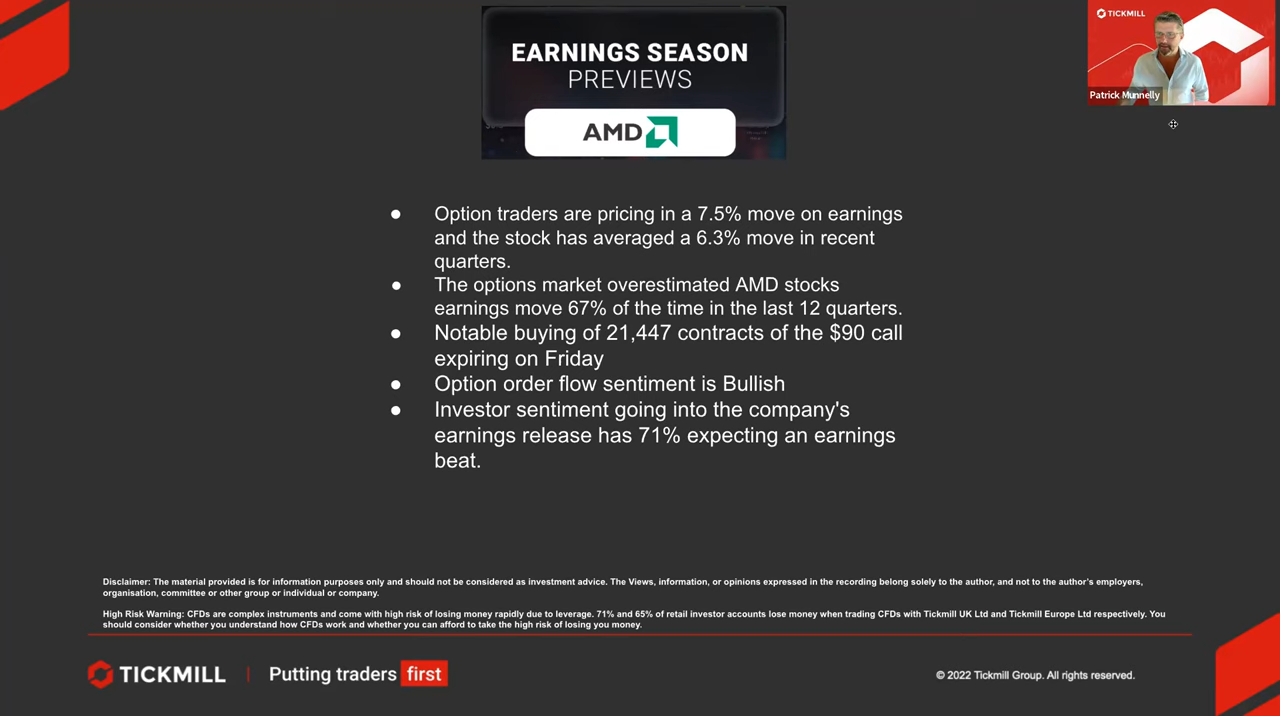 EARNINGS SEASON
PREVIEWS
AMD
TICKMILL
Patrick Munnelly
● Option traders are pricing in a 7.5% move on earnings
and the stock has averaged a 6.3% move in recent
quarters.
● The options market overestimated AMD stocks
earnings move 67% of the time in the last 12 quarters.
● Notable buying of 21,447 contracts of the $90 call
expiring on Friday
● Option order flow sentiment is Bullish
● Investor sentiment going into the company's
earnings release has 71% expecting an earnings
beat.
Disclaimer: The material provided is for information purposes only and should not be considered as investment advice. The Views, information, or opinions expressed in the recording belong solely to the author, and not to the author's employers,
organisation, committee or other group or individual or company.
High Risk Warning: CFDs are complex instruments and come with high risk of losing money rapidly due to leverage. 71% and 65% of retail investor accounts lose money when trading CFDs with Tickmill UK Ltd and Tickmill Europe Ltd respectively. You
should consider whether you understand how CFDs work and whether you can afford to take the high risk of losing you money.
TICKMILL | Putting traders first
© 2022 Tickmill Group. All rights reserved.